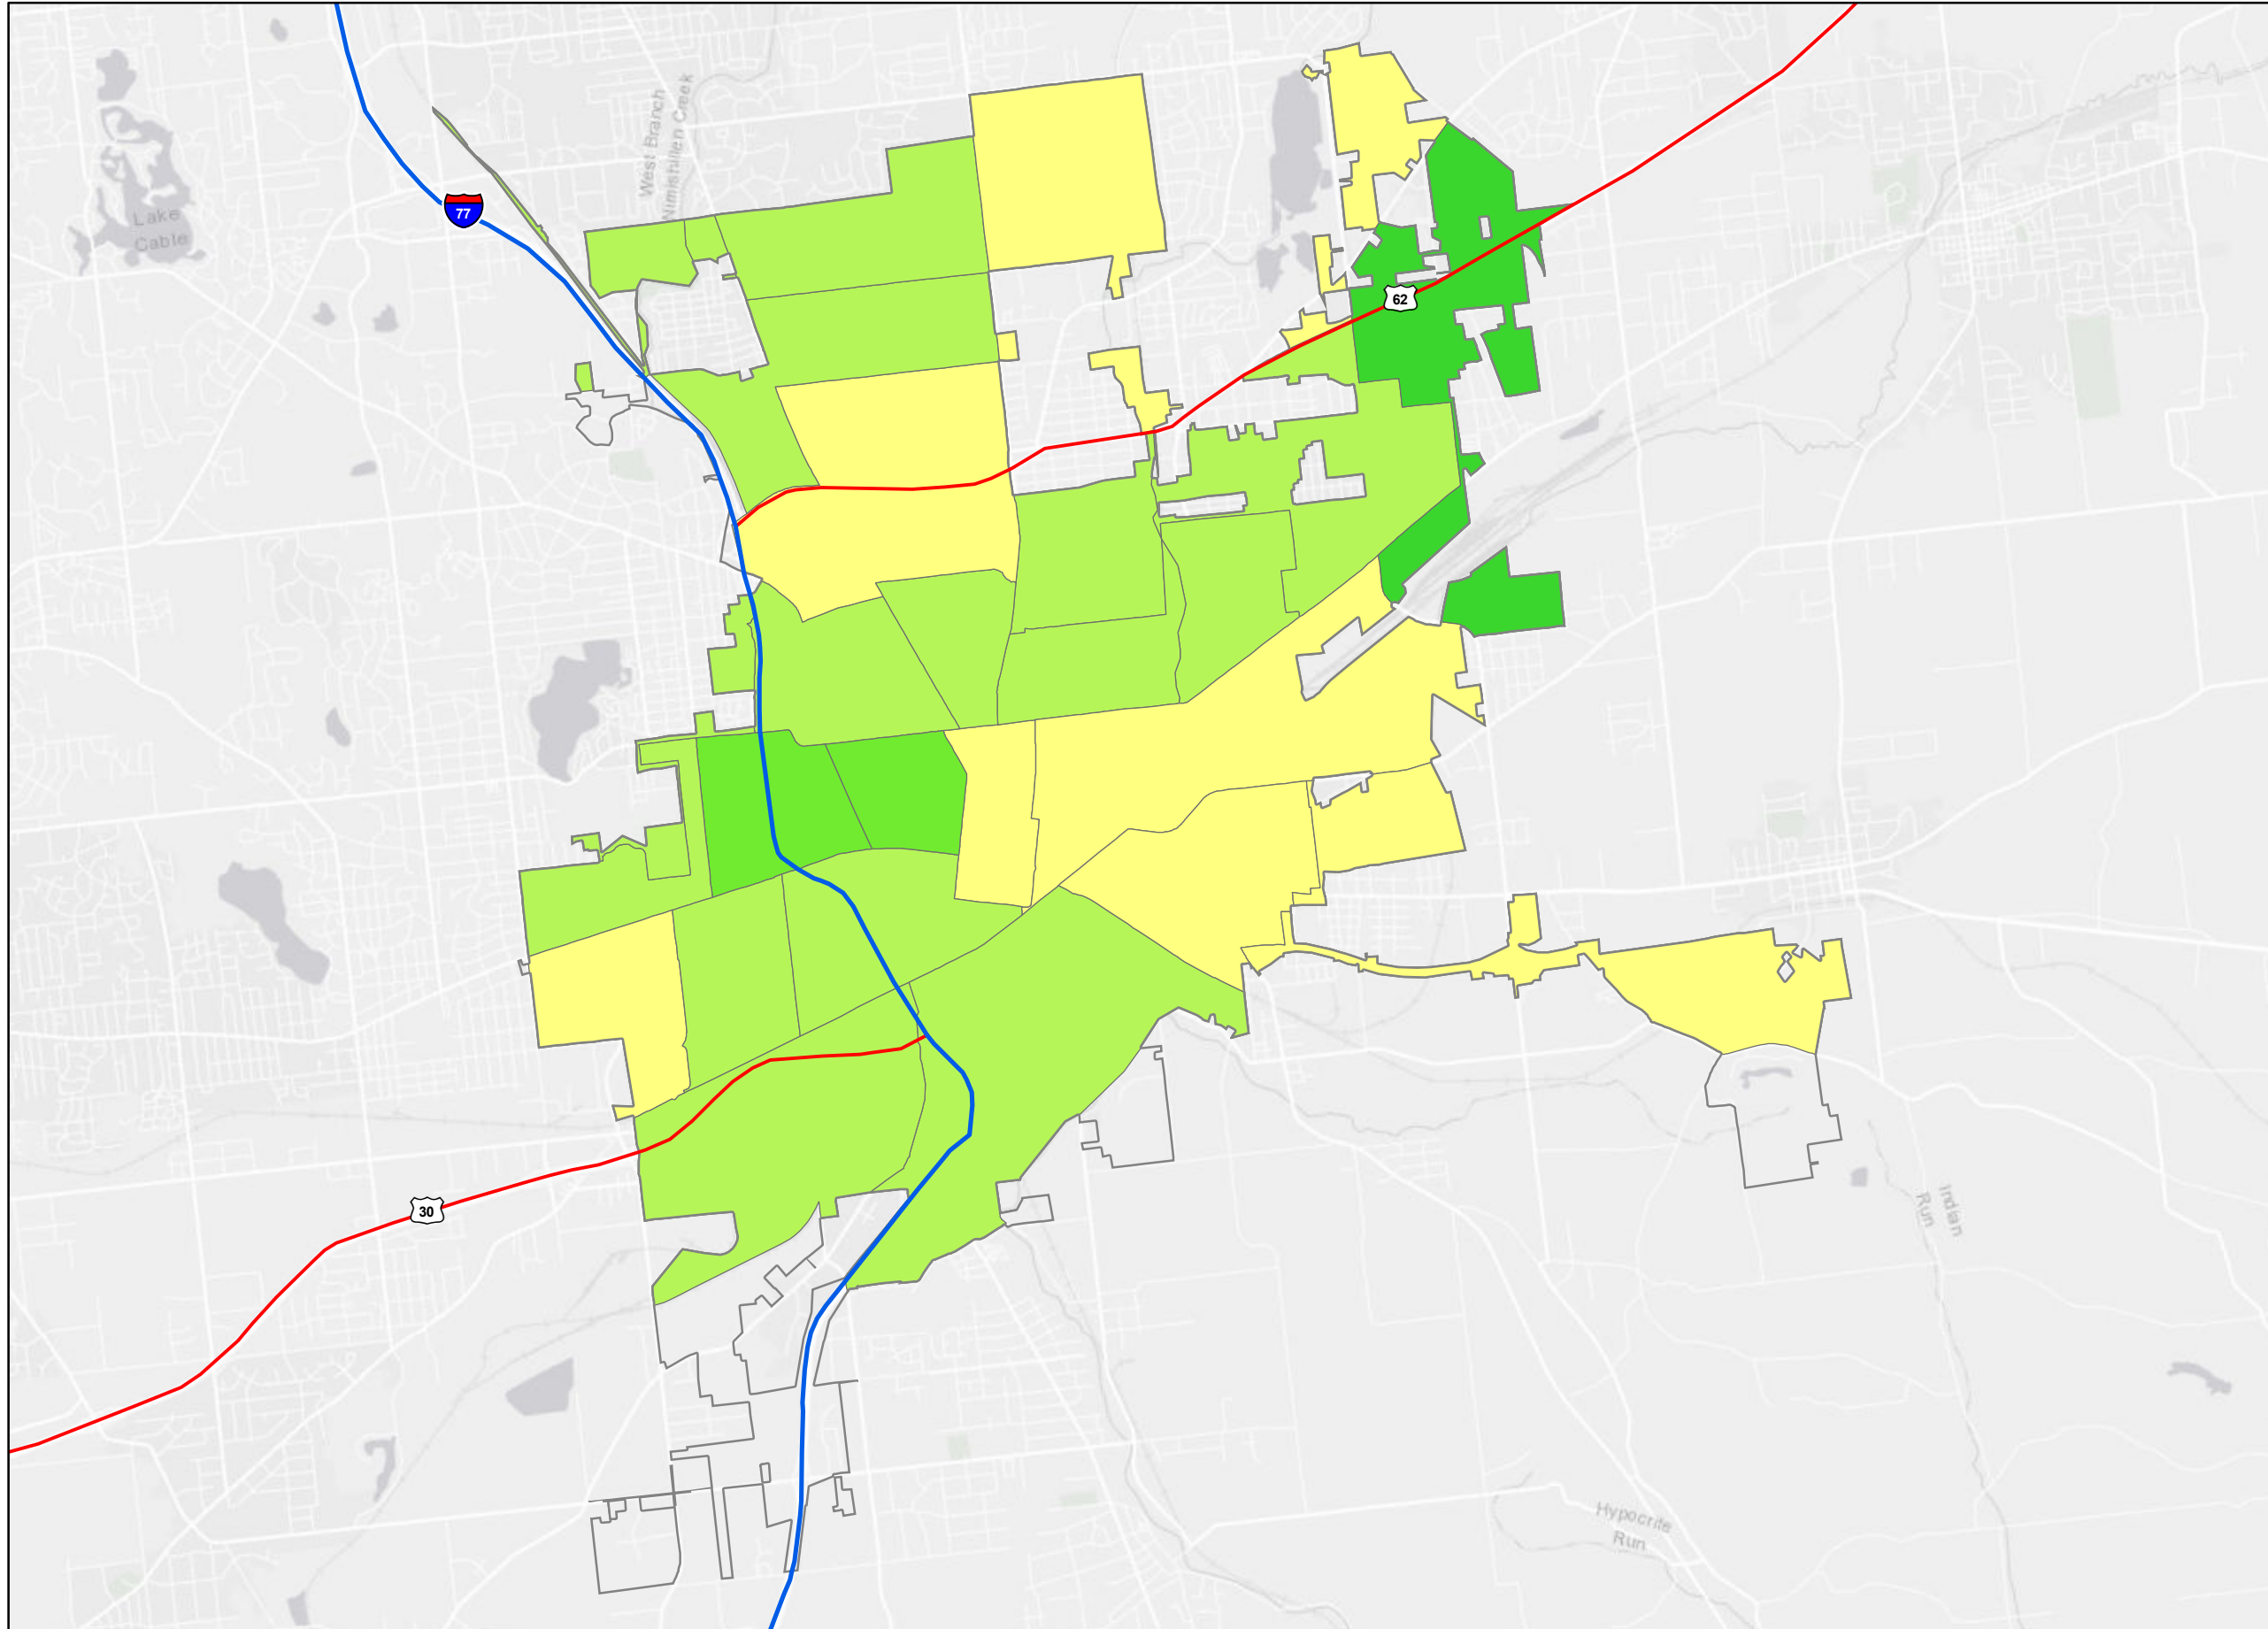 West Branch
Nimishillen Creek
77
Lake
Cable
62
30
Indian
Run
Hypocrite
Run